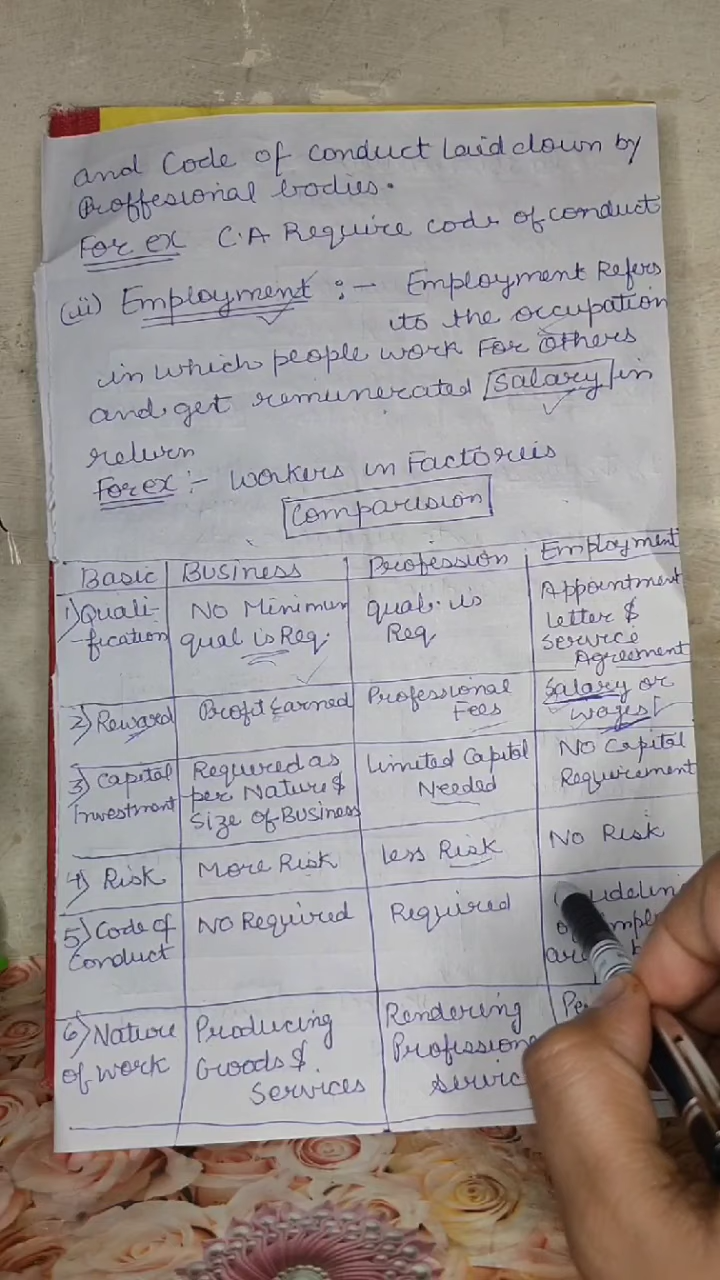 and Code of conduct laid down by
Proffesional bodies.
For ex C.A Require code of conduct
(iii) Employment :- Employment Refers
to the occupation
in which people work For others
and get remunerated salary in
return
For ex :- Workers in Factoreis
Comparision
Basic Business Profession Employment
1) Quali-
-fication
No Minimum
qual is Req.
qual. is
Req
Appointment
letter &
Service
Agreement
2) Reward Profit Earned
Professional
Fees
Salary or
wages
3) Capital
Investment
Required as
per Nature &
Size of Business
Limited Capital
Needed
No Capital
Requirement
4) Risk More Risk less Risk No Risk
5) Code of
Conduct
No Required Required
of
are
6) Nature
of work
Producing
Goods &
Services
Rendering
Professiona
servic